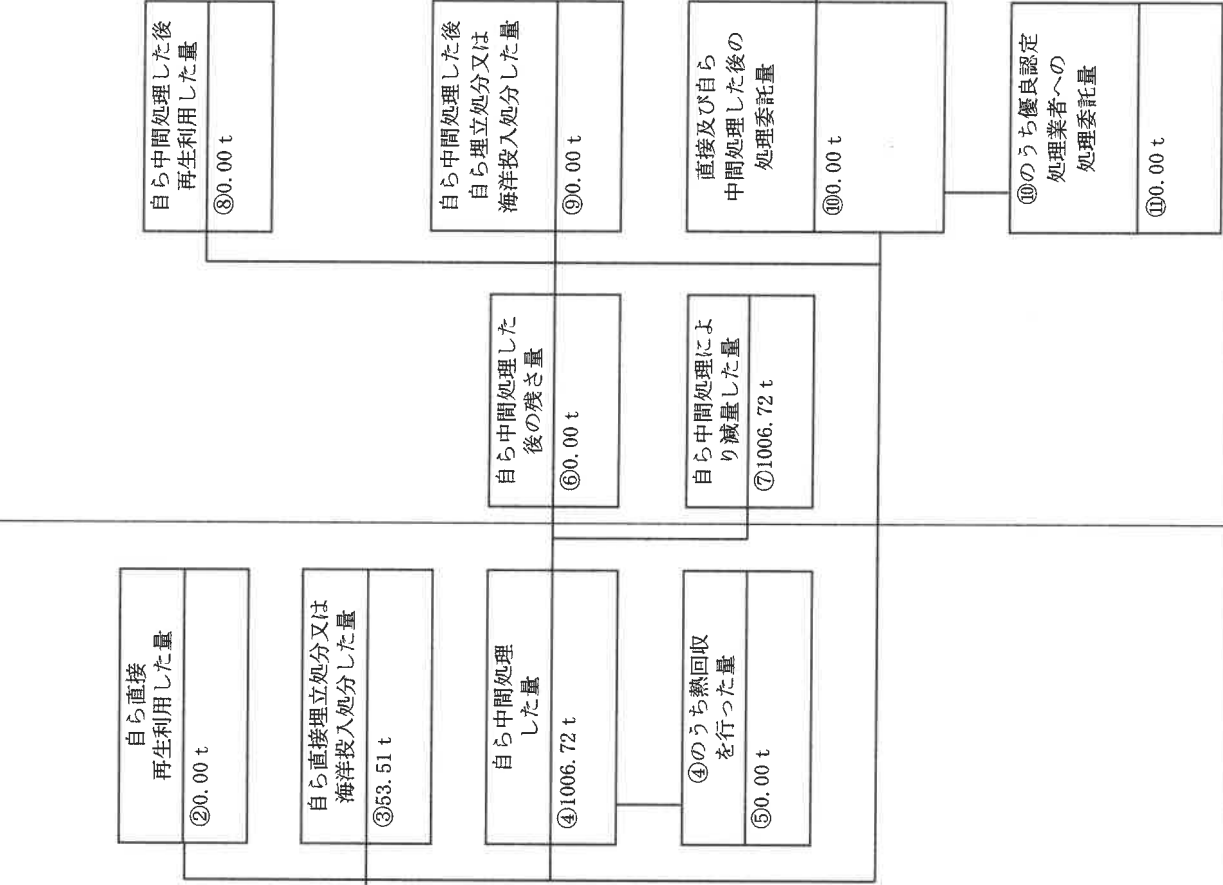 自ら直接
再生利用した量
②0.00 t
自ら直接埋立処分又は
海洋投入処分した量
③53.51 t
自ら中間処理
した量
④1006.72 t
④のうち熱回収
を行った量
⑤0.00 t
自ら中間処理した
後の残さ量
⑥0.00 t
自ら中間処理によ
り減量した量
⑦1006.72 t
自ら中間処理した後
再生利用した量
⑧0.00 t
自ら中間処理した後
自ら埋立処分又は
海洋投入処分した量
⑨0.00 t
直接及び自ら
中間処理した後の
処理委託量
⑩0.00 t
⑩のうち優良認定
処理業者への
処理委託量
⑪0.00 t